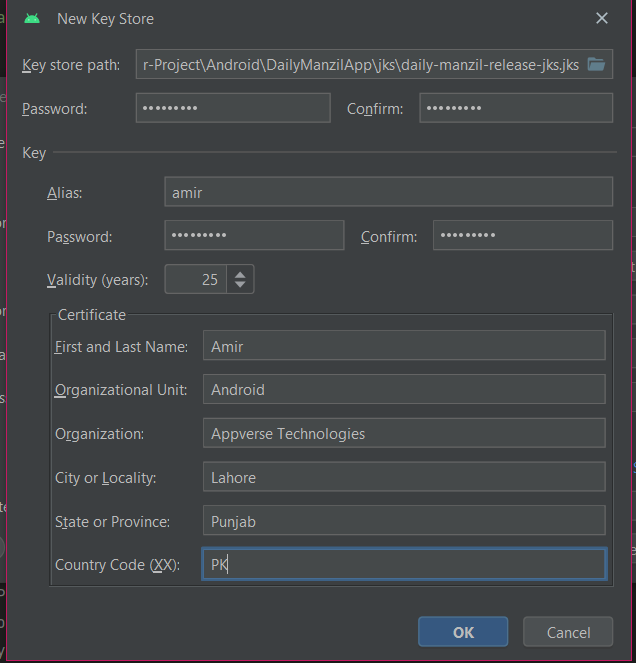 New Key Store
Key store path: r-Project\Android\DailyManzilApp\jks\daily-manzil-release-jks.jks
Password: ••••••••• Confirm: •••••••••
Key
Alias: amir
Password: ••••••••• Confirm: •••••••••
Validity (years): 25
Certificate
First and Last Name: Amir
Organizational Unit: Android
Organization: Appverse Technologies
City or Locality: Lahore
State or Province: Punjab
Country Code (XX): PK
OK Cancel